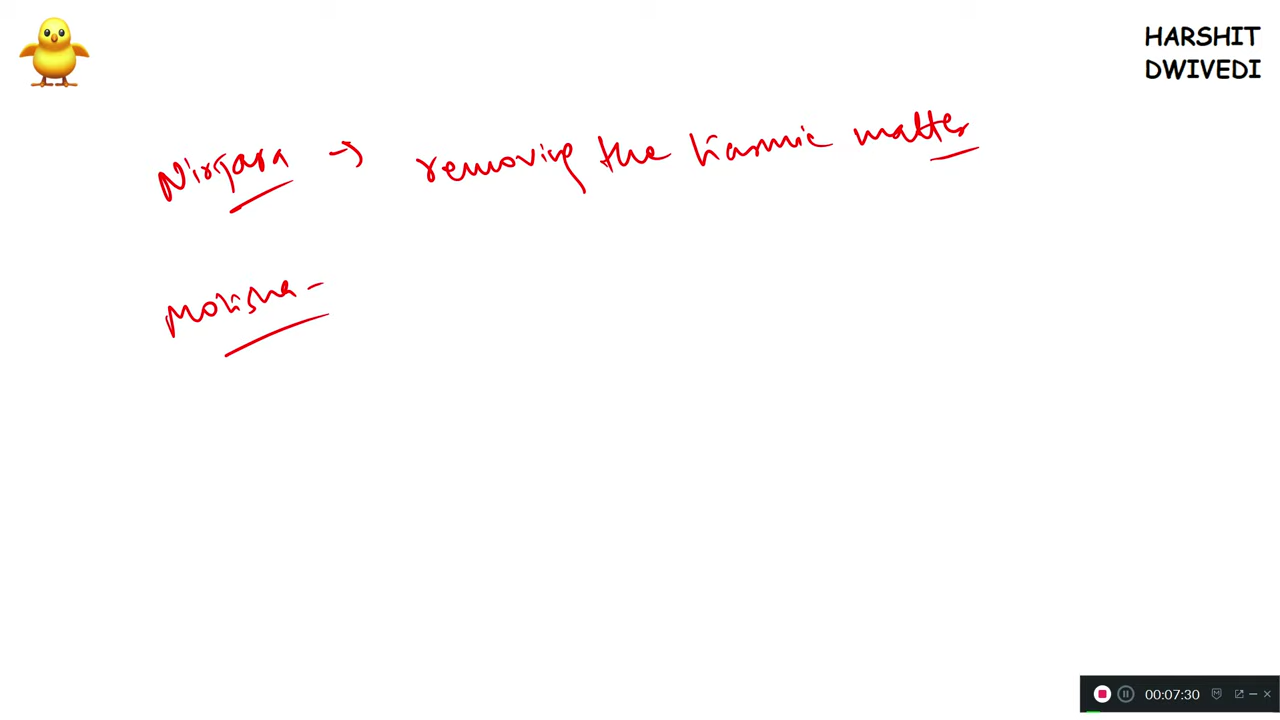 HARSHIT
DWIVEDI
Nirjara → removing the karmic matter
Moksha -
00:07:30